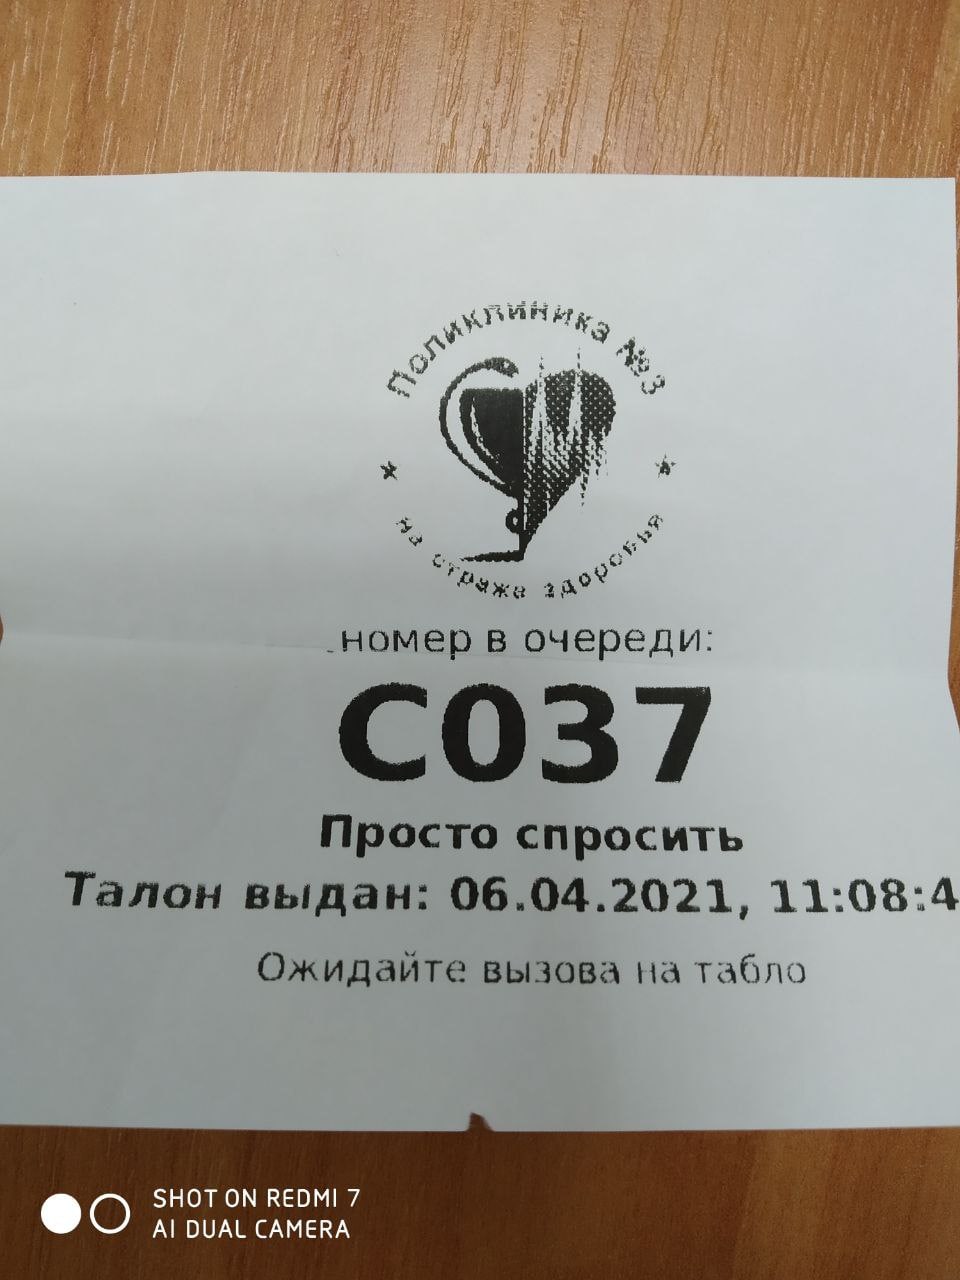 Поликлиника №3
на страже здоровья
номер в очереди:
С037
Просто спросить
Талон выдан: 06.04.2021, 11:08:4
Ожидайте вызова на табло
SHOT ON REDMI 7
AI DUAL CAMERA